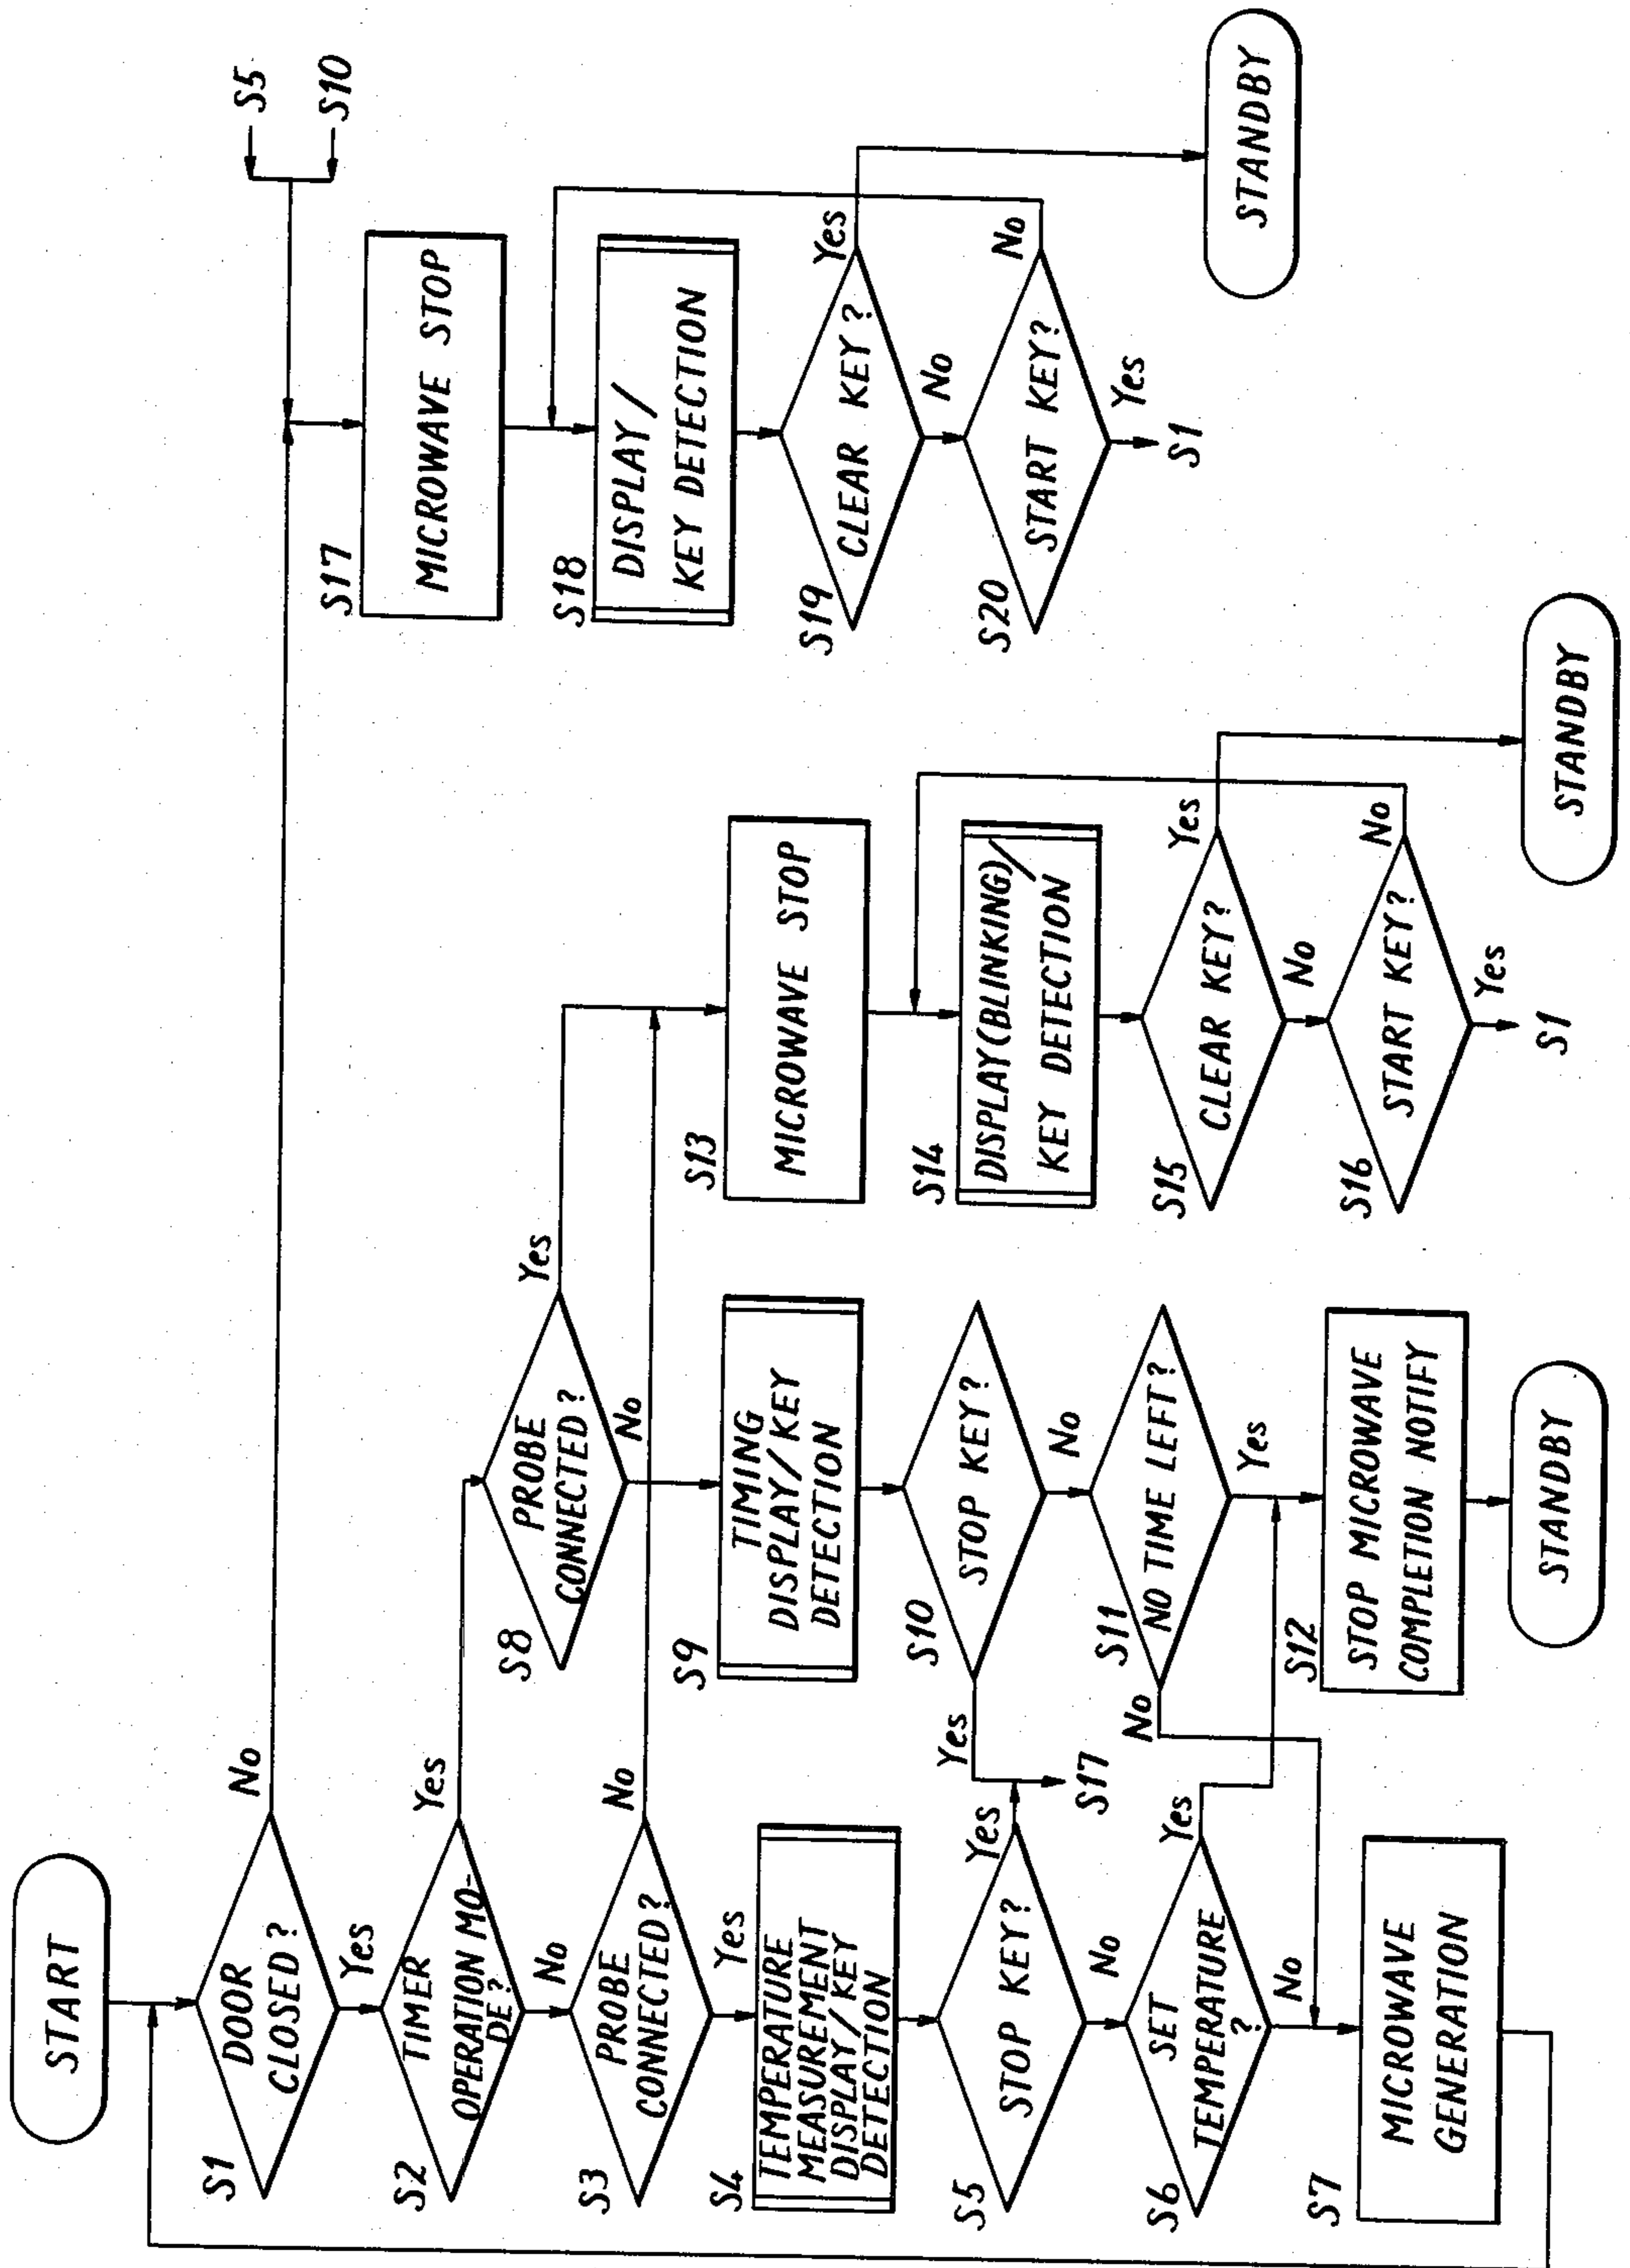 START
S1
DOOR
CLOSED?
No
Yes
S2
TIMER
OPERATION MO-
DE?
Yes
No
S3
PROBE
CONNECTED?
No
Yes
S4
TEMPERATURE
MEASUREMENT
DISPLAY/KEY
DETECTION
S5
STOP KEY?
Yes
No
S6
SET
TEMPERATURE
?
Yes
No
S7
MICROWAVE
GENERATION
S8
PROBE
CONNECTED?
Yes
No
S9
TIMING
DISPLAY/KEY
DETECTION
S10
STOP KEY?
Yes
S17
No
S11
NO TIME LEFT?
No
Yes
S12
STOP MICROWAVE
COMPLETION NOTIFY
STANDBY
S13
MICROWAVE STOP
S14
DISPLAY(BLINKING)/
KEY DETECTION
S15
CLEAR KEY?
Yes
No
S16
START KEY?
No
Yes
S1
STANDBY
S5
S10
S17
MICROWAVE STOP
S18
DISPLAY/
KEY DETECTION
S19
CLEAR KEY?
Yes
No
S20
START KEY?
No
Yes
S1
STANDBY